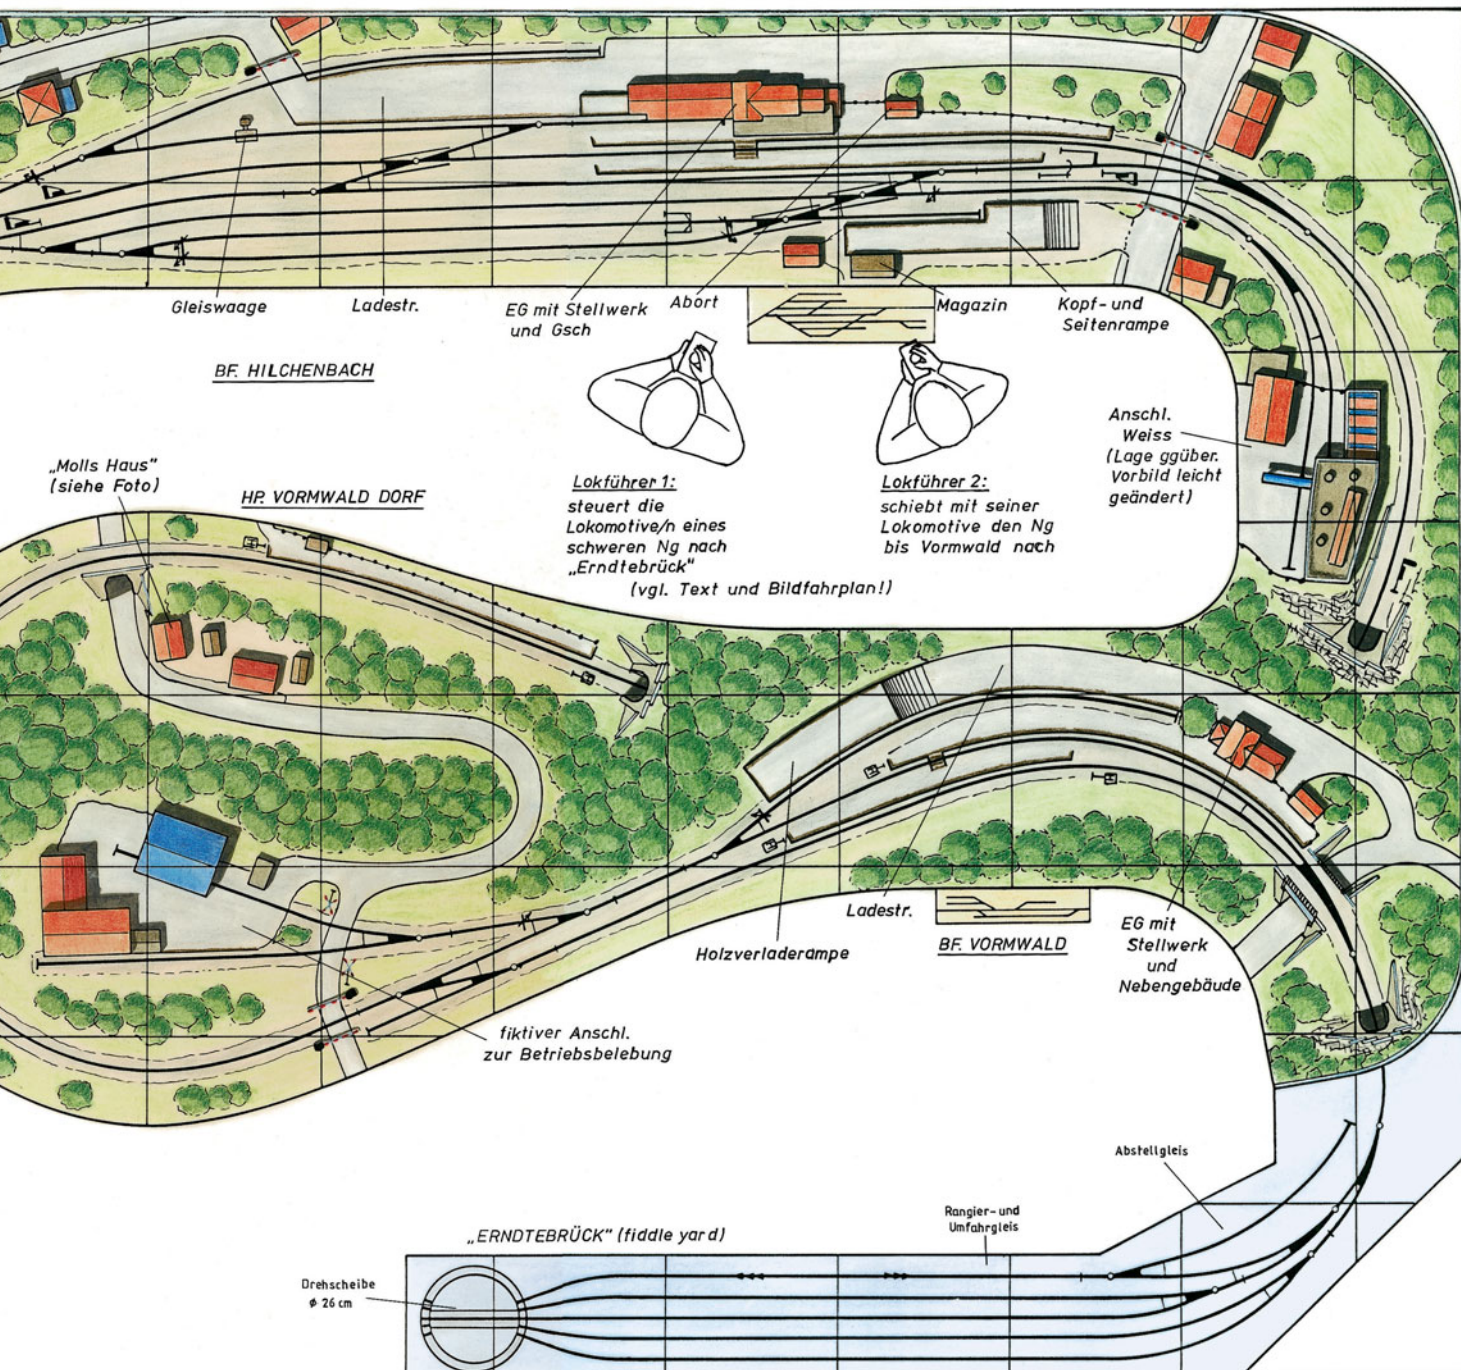 Gleiswaage
Ladestr.
EG mit Stellwerk
und Gsch
Abort
Magazin
Kopf- und
Seitenrampe
BF. HILCHENBACH
Anschl.
Weiss
(Lage ggüber.
Vorbild leicht
geändert)
„Molls Haus"
(siehe Foto)
HP. VORMWALD DORF
Lokführer 1:
steuert die
Lokomotive/n eines
schweren Ng nach
„Erndtebrück"
Lokführer 2:
schiebt mit seiner
Lokomotive den Ng
bis Vormwald nach
(vgl. Text und Bildfahrplan!)
Ladestr.
Holzverladerampe
BF. VORMWALD
EG mit
Stellwerk
und
Nebengebäude
fiktiver Anschl.
zur Betriebsbelebung
Abstellgleis
Rangier- und
Umfahrgleis
„ERNDTEBRÜCK" (fiddle yard)
Drehscheibe
ø 26 cm